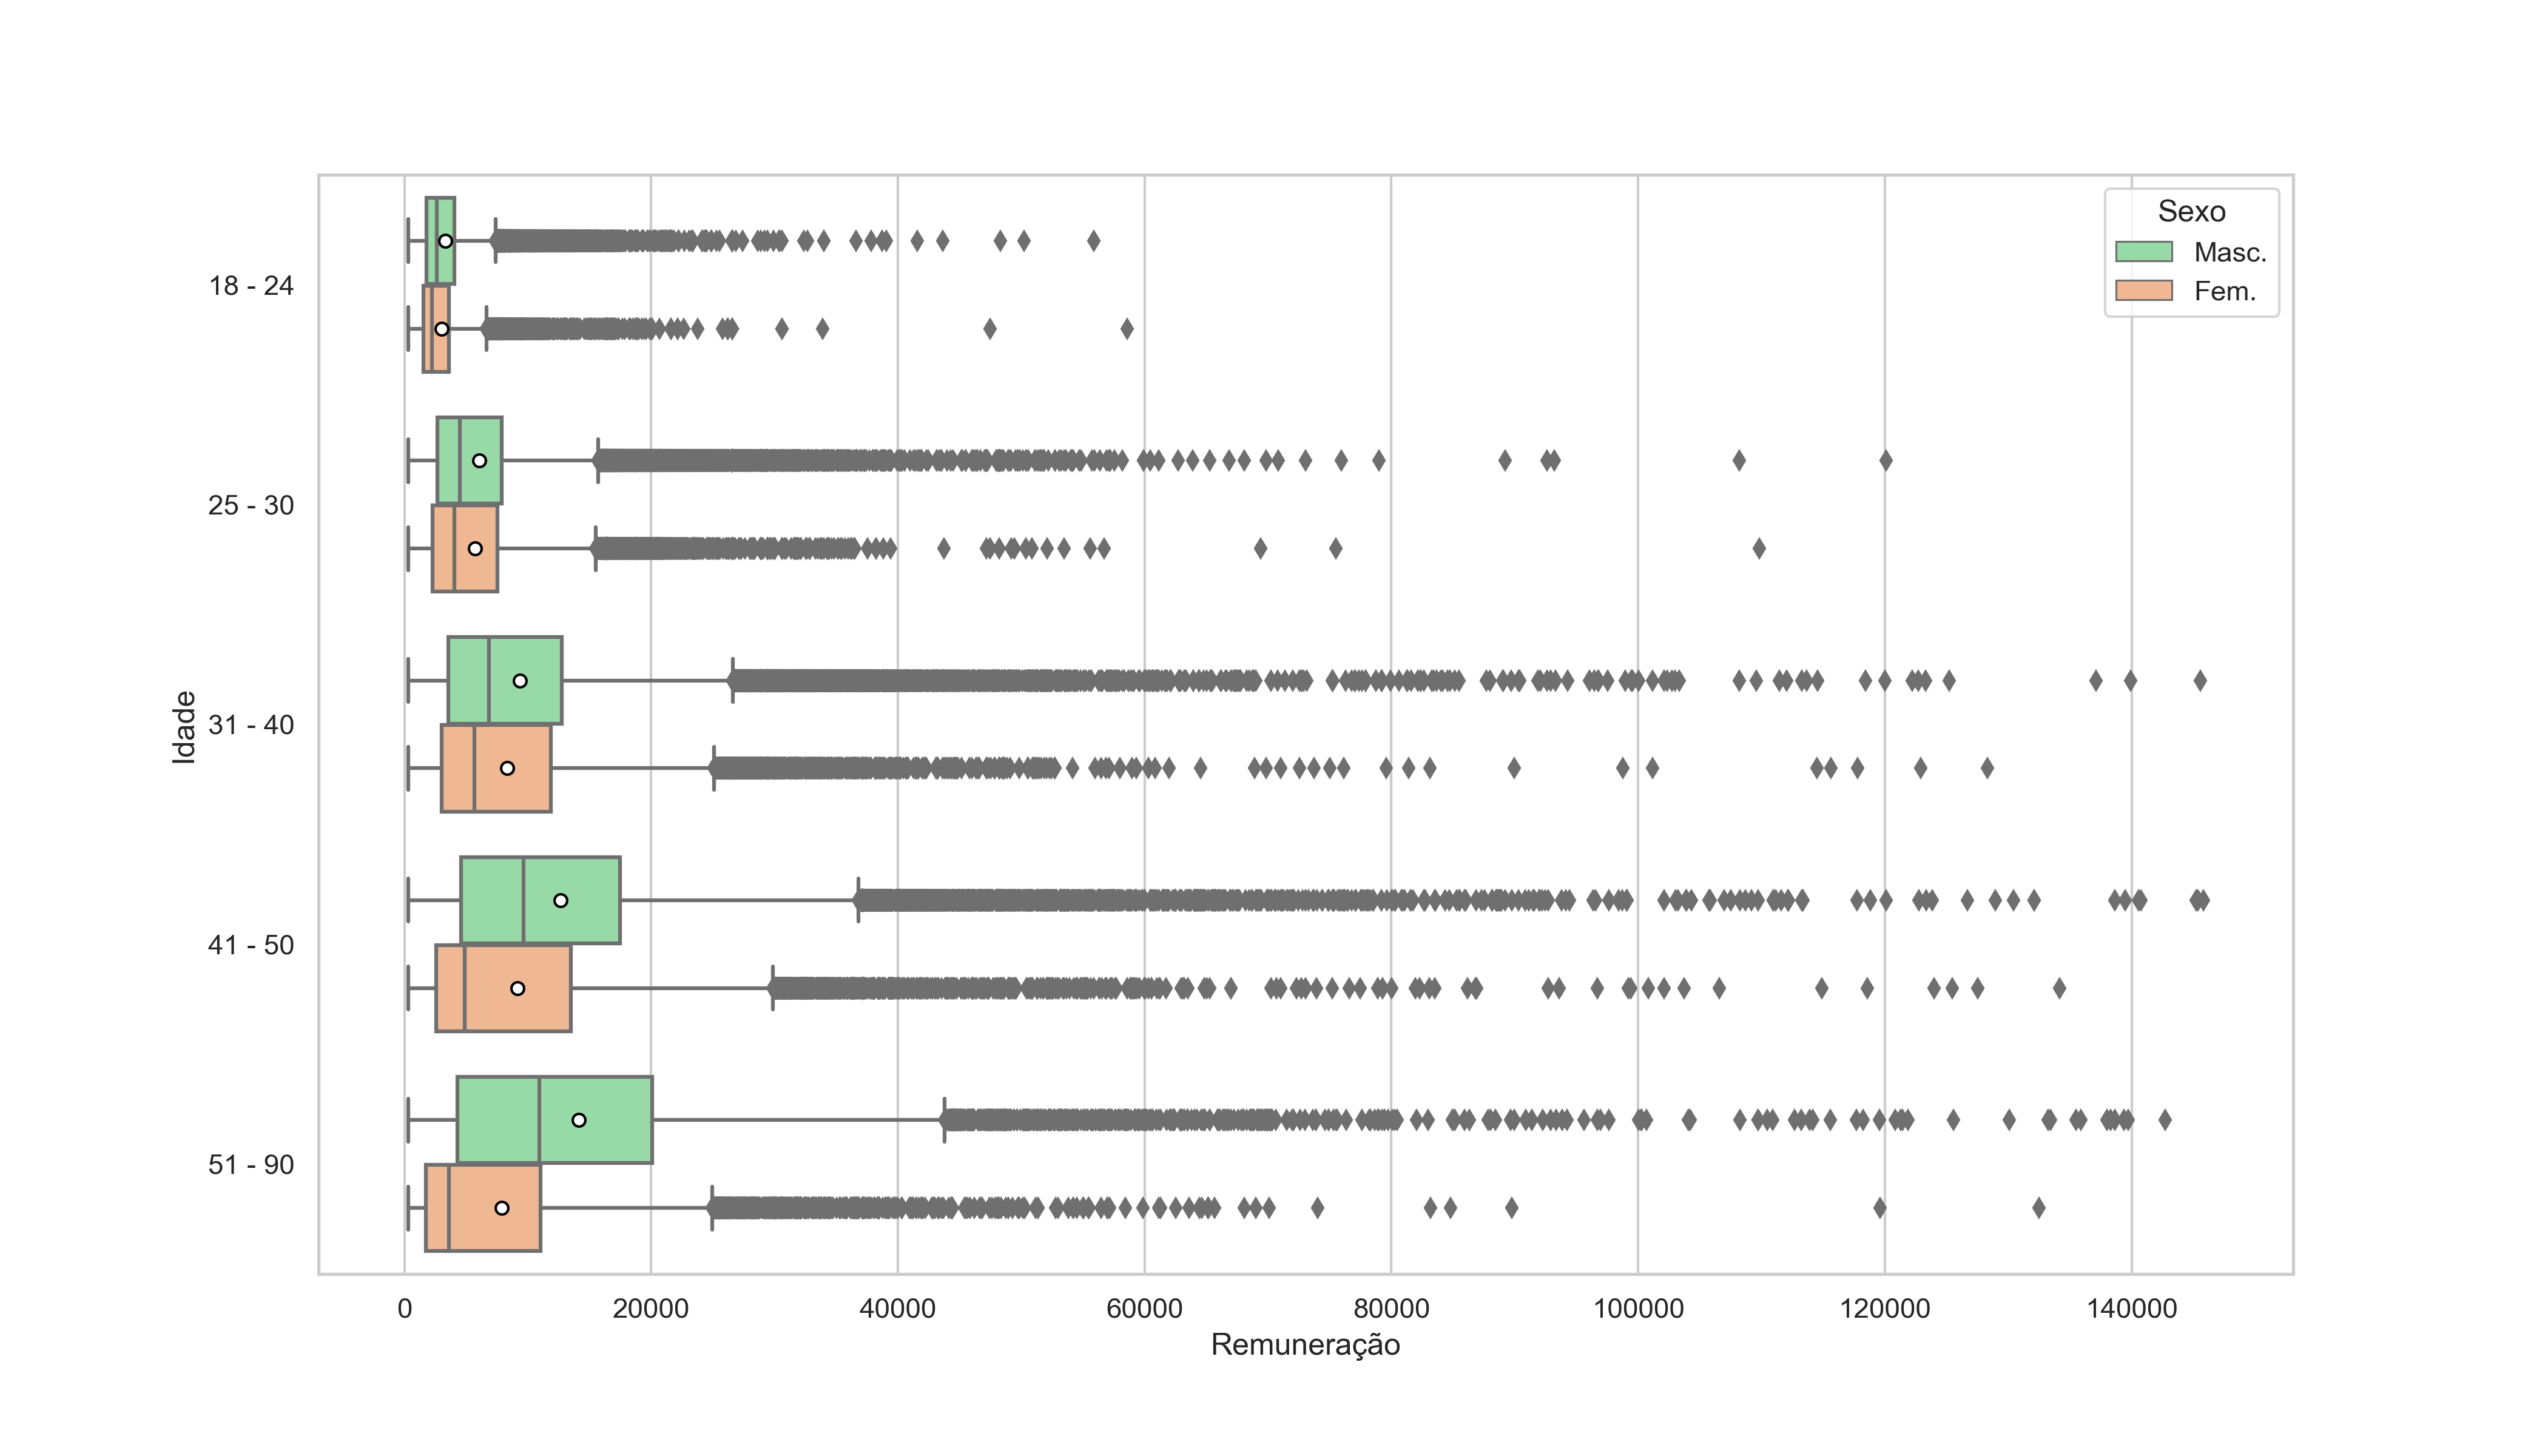 Sexo
Masc.
Fem.
18 - 24
25 - 30
31 - 40
41 - 50
51 - 90
Idade
0 20000 40000 60000 80000 100000 120000 140000
Remuneração